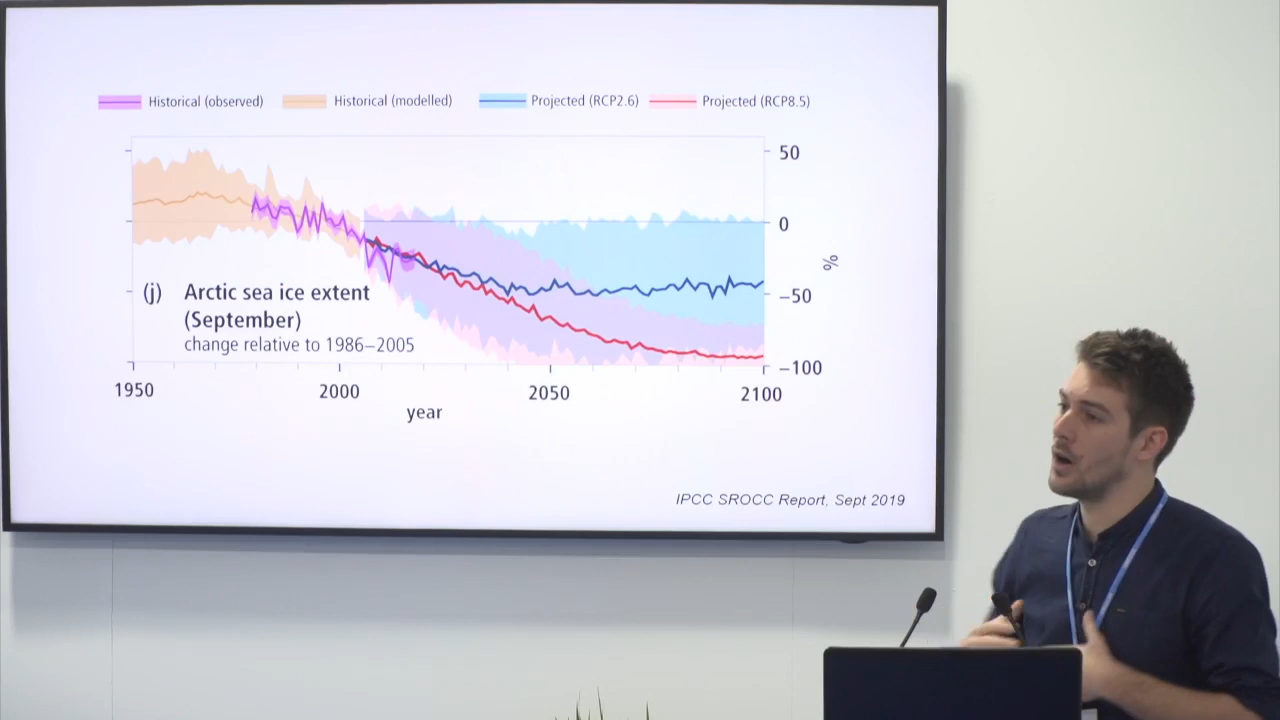 Historical (observed) Historical (modelled) Projected (RCP2.6) Projected (RCP8.5)
50
0
%
−50
−100
(j) Arctic sea ice extent
(September)
change relative to 1986–2005
1950 2000 2050 2100
year
IPCC SROCC Report, Sept 2019